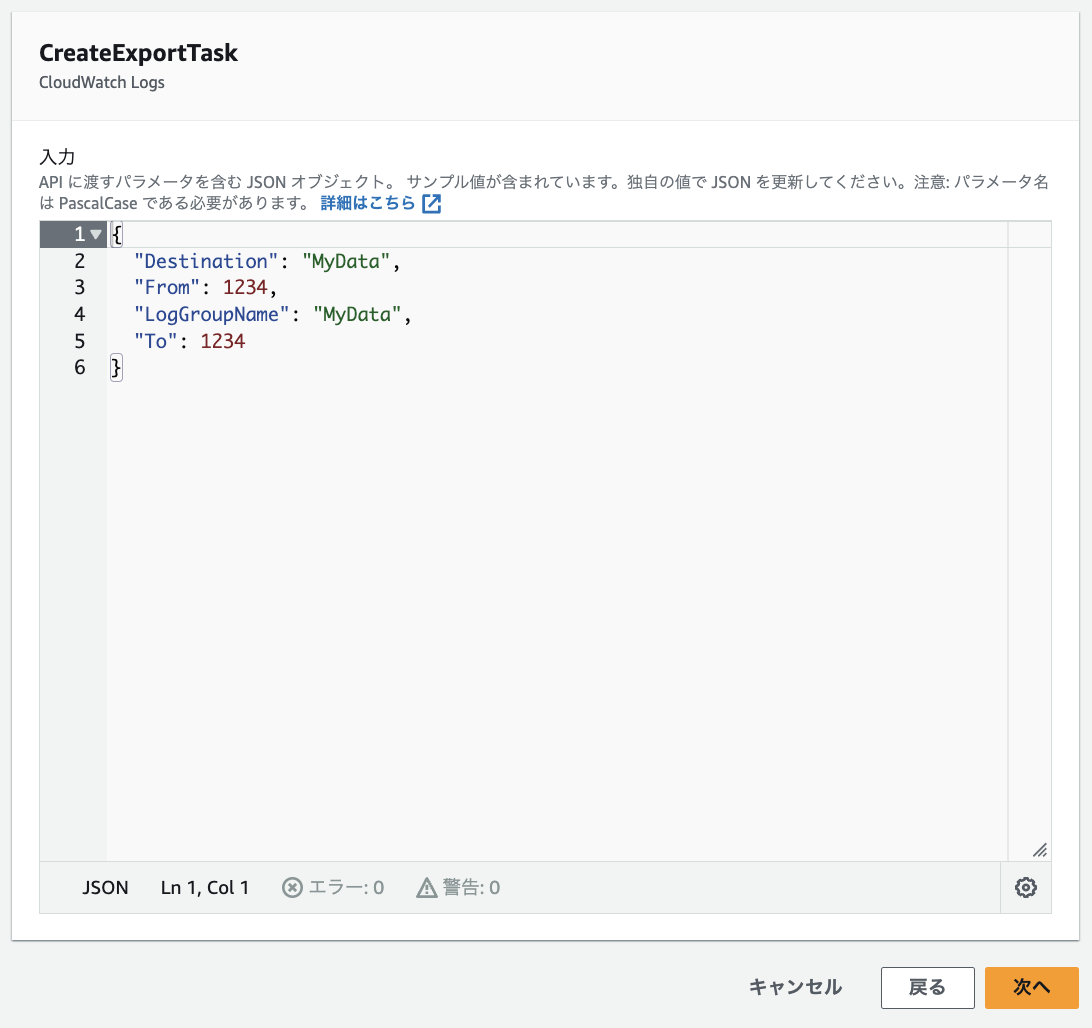 CreateExportTask
CloudWatch Logs
入力
API に渡すパラメータを含む JSON オブジェクト。 サンプル値が含まれています。独自の値で JSON を更新してください。注意: パラメータ名
は PascalCase である必要があります。 詳細はこちら
1 {
2 "Destination": "MyData",
3 "From": 1234,
4 "LogGroupName": "MyData",
5 "To": 1234
6 }
JSON Ln 1, Col 1 エラー: 0 警告: 0
キャンセル 戻る 次へ